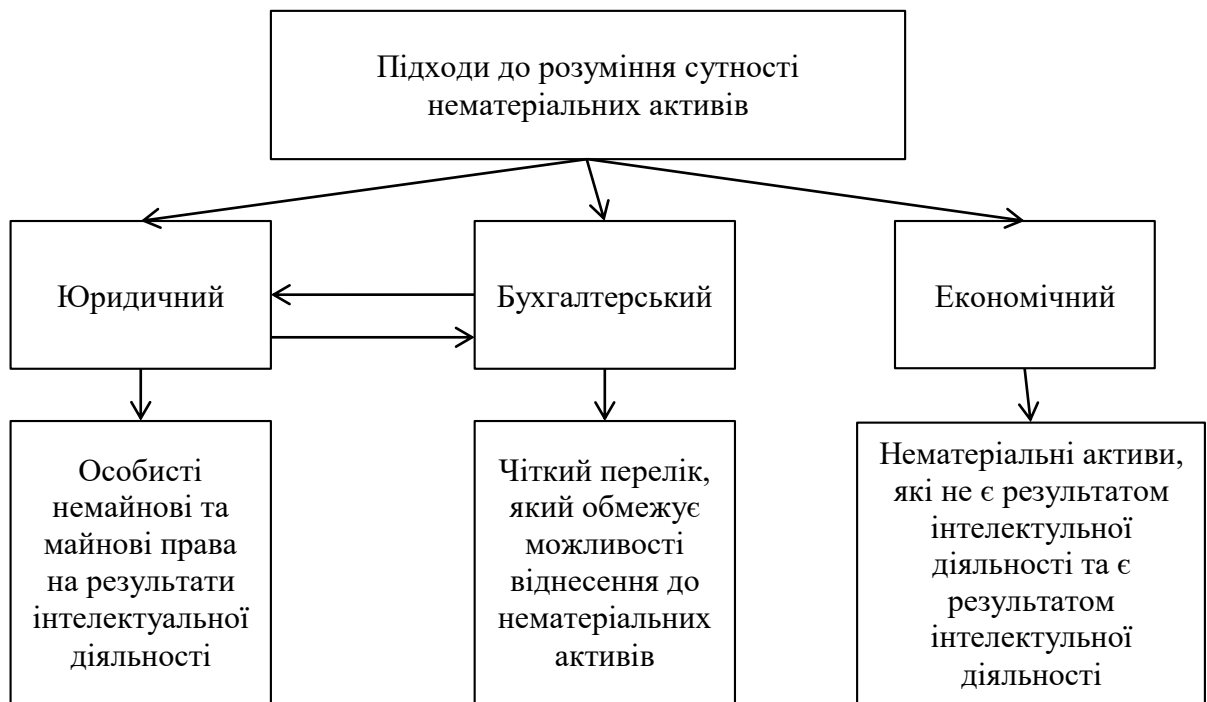 Підходи до розуміння сутності
нематеріальних активів
Юридичний
Бухгалтерський
Економічний
Особисті
немайнові та
майнові права
на результати
інтелектуальної
діяльності
Чіткий перелік,
який обмежує
можливості
віднесення до
нематеріальних
активів
Нематеріальні активи,
які не є результатом
інтелектульної
діяльності та є
результатом
інтелектульної
діяльності